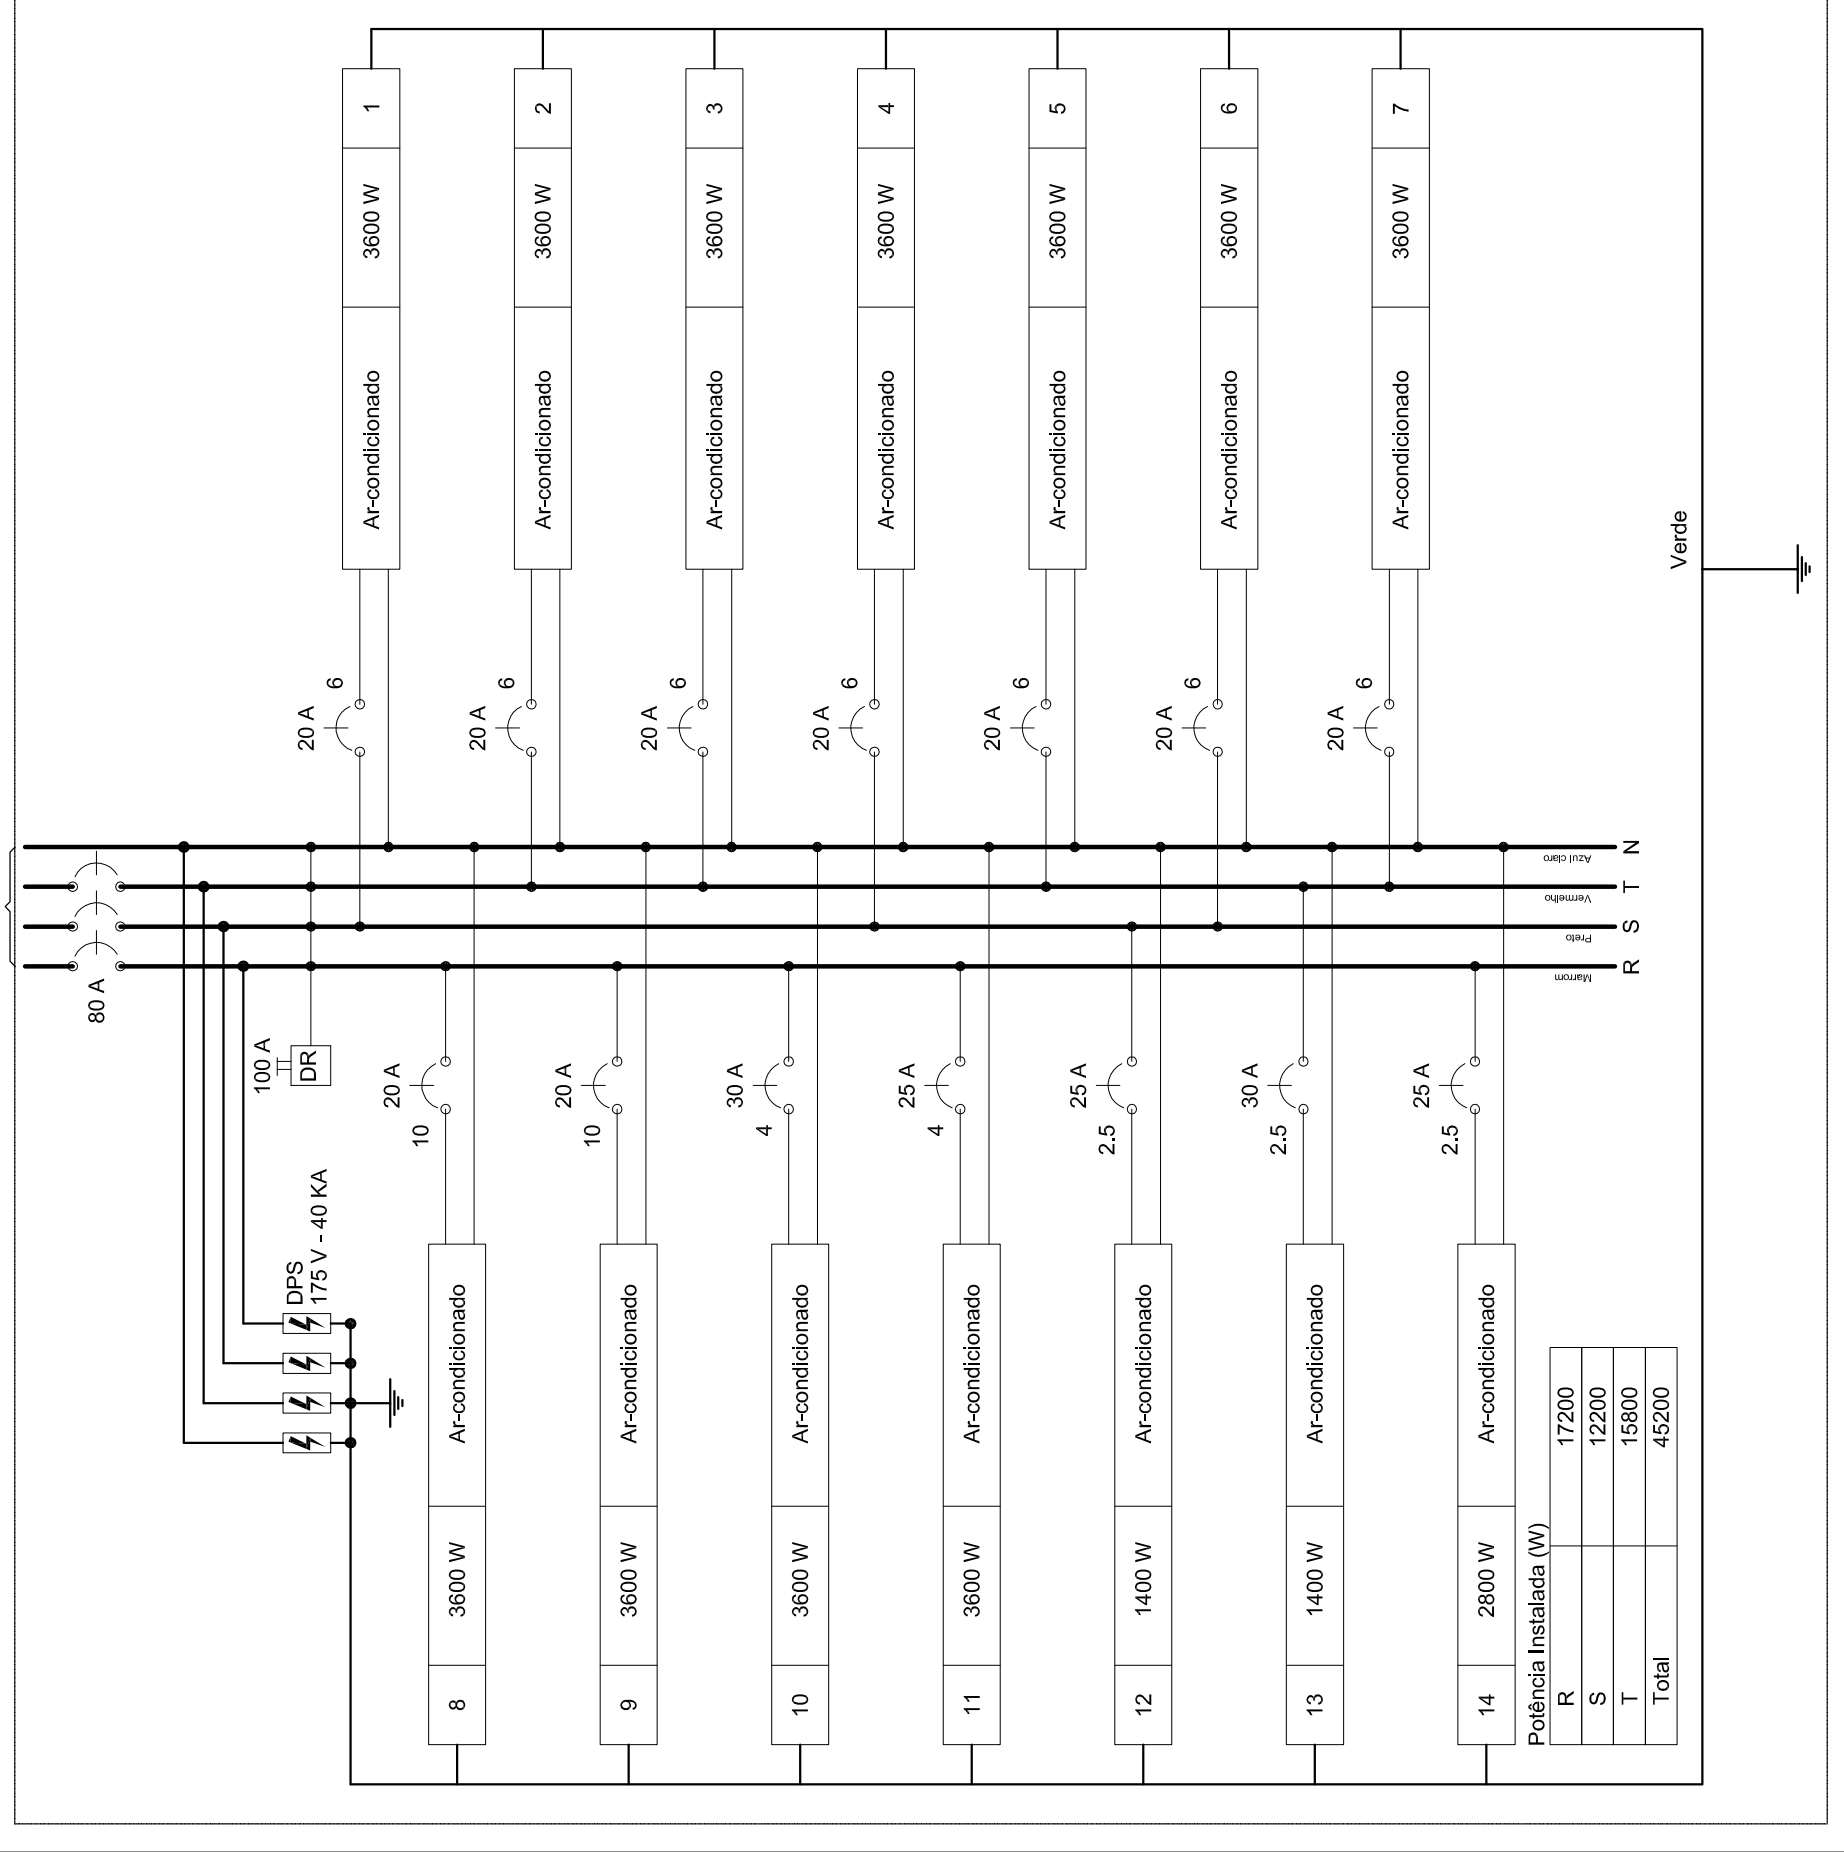 80 A
100 A
DR
DPS
175 V - 40 KA
1
3600 W
Ar-condicionado
20 A
6
2
3600 W
Ar-condicionado
20 A
6
3
3600 W
Ar-condicionado
20 A
6
4
3600 W
Ar-condicionado
20 A
6
5
3600 W
Ar-condicionado
20 A
6
6
3600 W
Ar-condicionado
20 A
6
7
3600 W
Ar-condicionado
20 A
6
8
3600 W
Ar-condicionado
10
20 A
9
3600 W
Ar-condicionado
10
20 A
10
3600 W
Ar-condicionado
4
30 A
11
3600 W
Ar-condicionado
4
25 A
12
1400 W
Ar-condicionado
2.5
25 A
13
1400 W
Ar-condicionado
2.5
30 A
14
2800 W
Ar-condicionado
2.5
25 A
Azul claro
N
Vermelho
T
Preto
S
Marrom
R
Verde
Potência Instalada (W)
R 17200
S 12200
T 15800
Total 45200